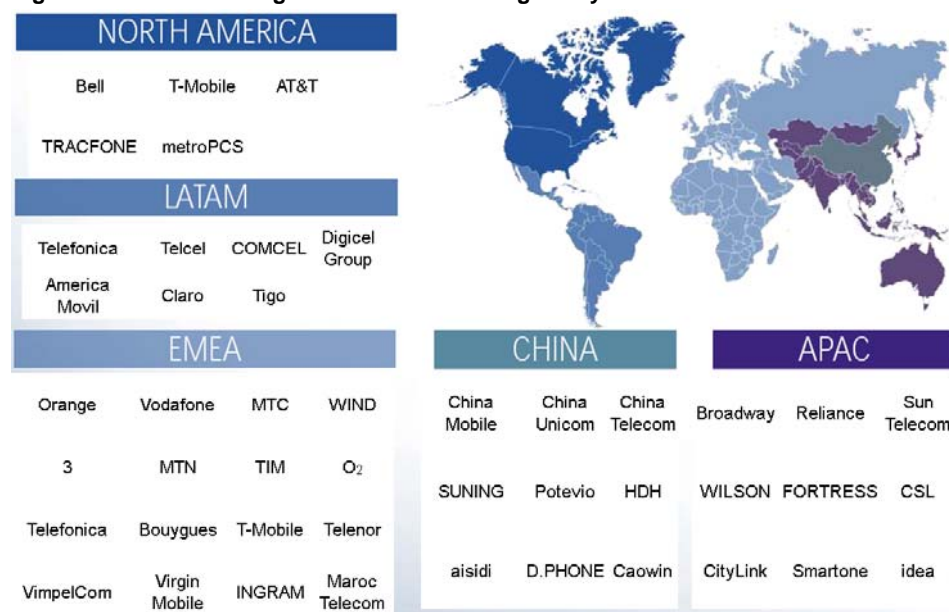 NORTH AMERICA
Bell T-Mobile AT&T
TRACFONE metroPCS
LATAM
Telefonica Telcel COMCEL Digicel Group
America Movil Claro Tigo
EMEA
Orange Vodafone MTC WIND
3 MTN TIM O2
Telefonica Bouygues T-Mobile Telenor
VimpelCom Virgin Mobile INGRAM Maroc Telecom
CHINA
China Mobile China Unicom China Telecom
SUNING Potevio HDH
aisidi D.PHONE Caowin
APAC
Broadway Reliance Sun Telecom
WILSON FORTRESS CSL
CityLink Smartone idea